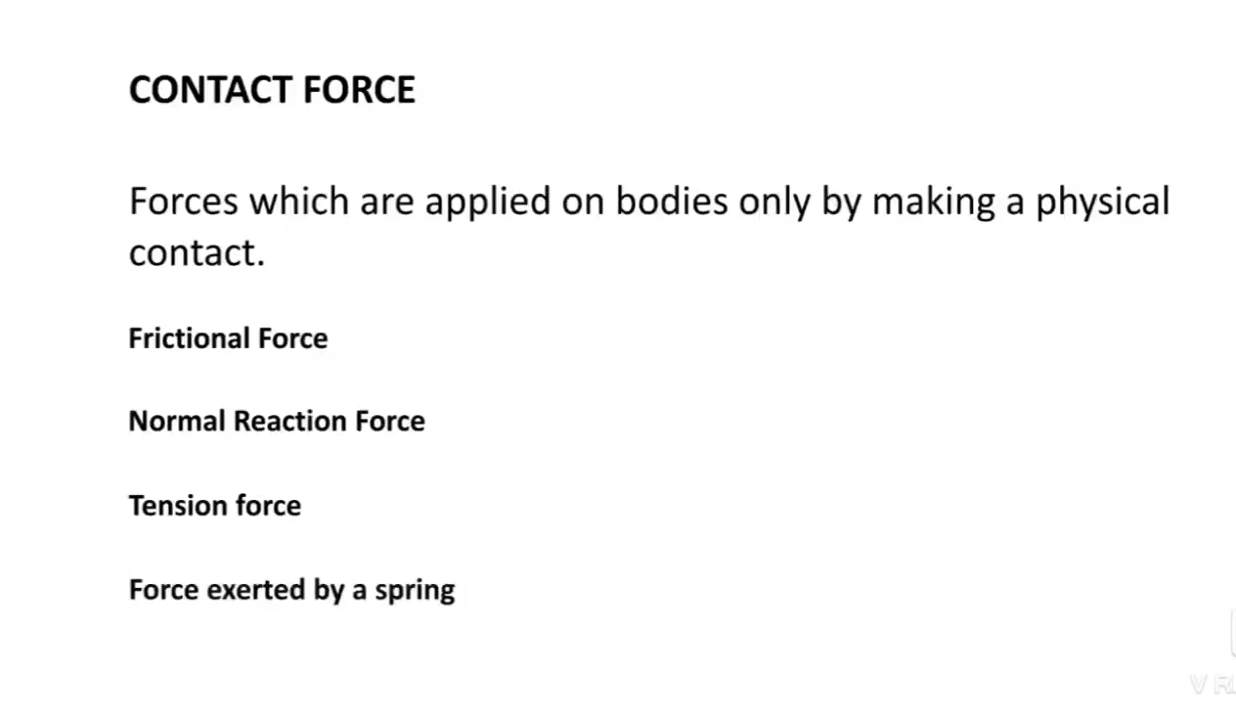 CONTACT FORCE
Forces which are applied on bodies only by making a physical
contact.
Frictional Force
Normal Reaction Force
Tension force
Force exerted by a spring